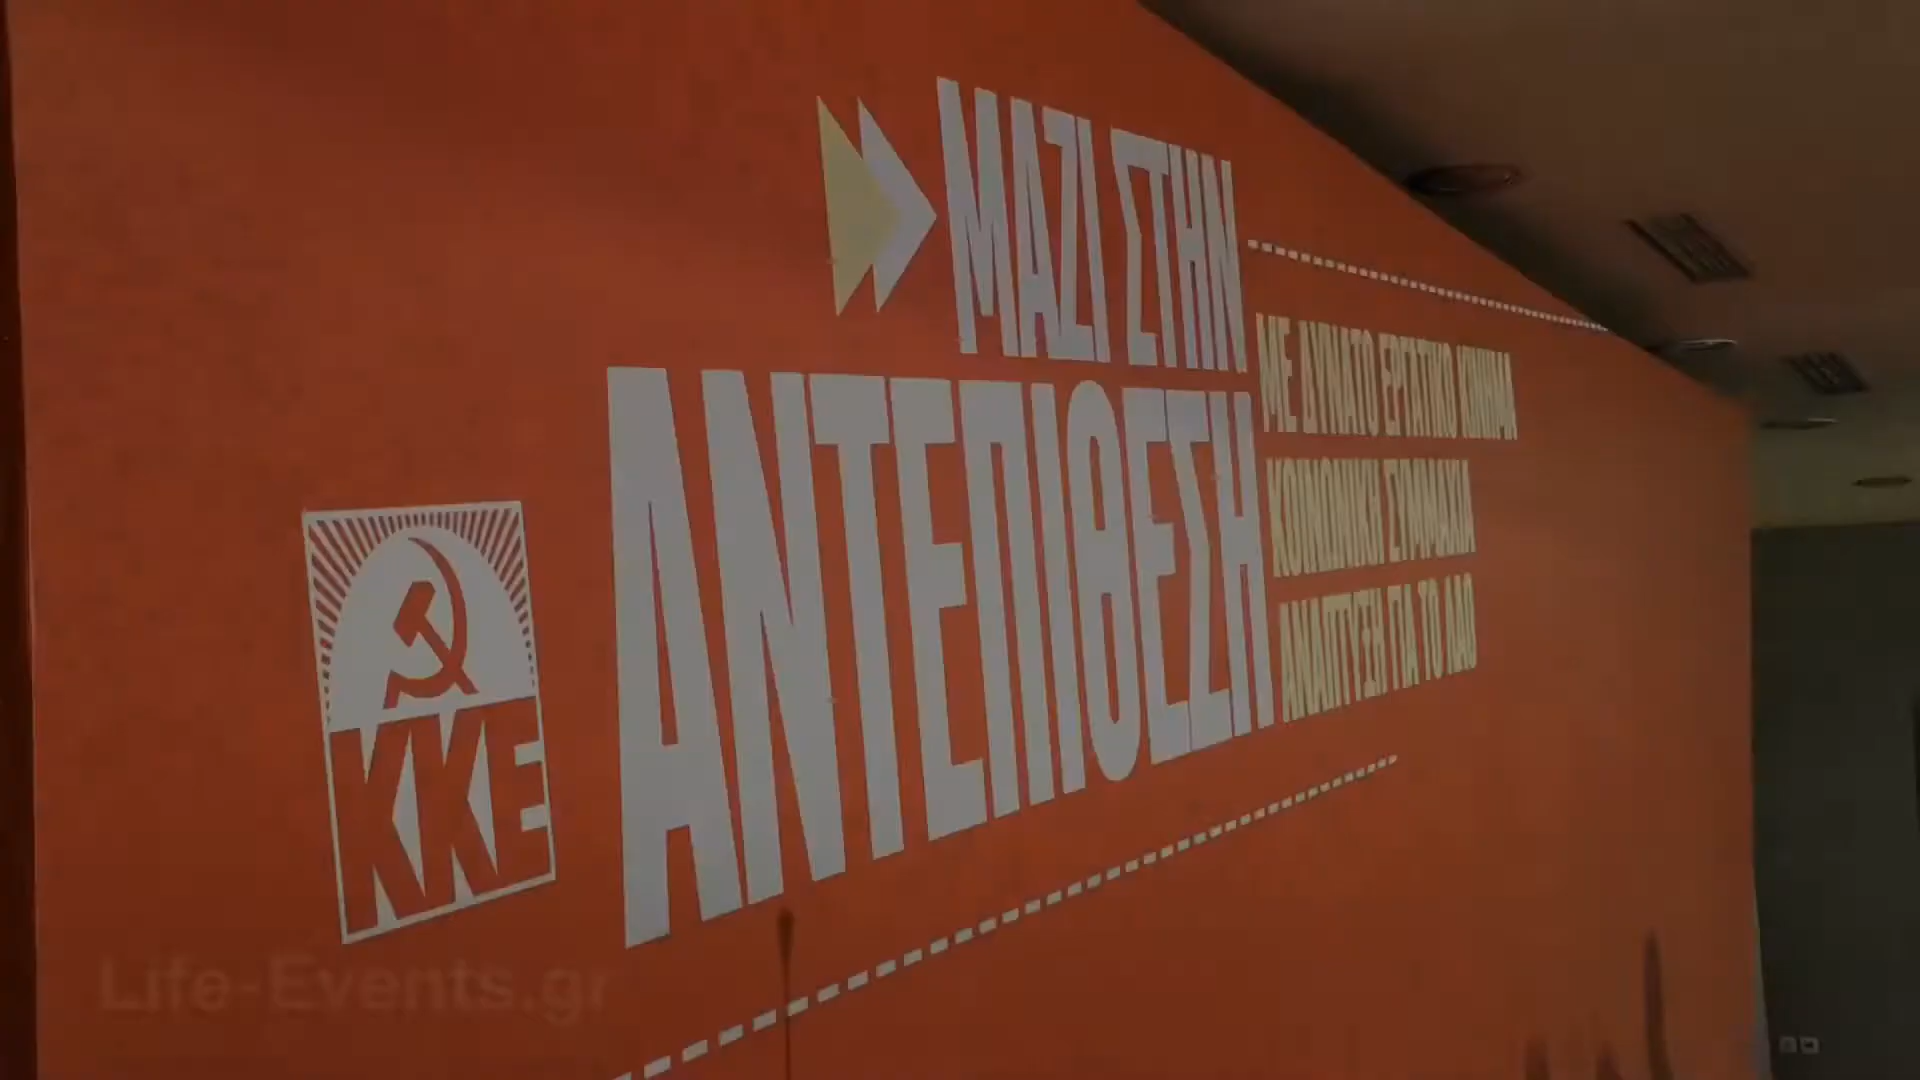 ΜΑΖΙ ΣΤΗΝ
ΑΝΤΕΠΙΘΕΣΗ
ΜΕ ΔΥΝΑΤΟ ΕΡΓΑΤΙΚΟ ΚΙΝΗΜΑ
ΚΟΙΝΩΝΙΚΗ ΣΥΜΜΑΧΙΑ
ΑΝΑΠΤΥΞΗ ΓΙΑ ΤΟ ΛΑΟ
ΚΚΕ
Life-Events.gr